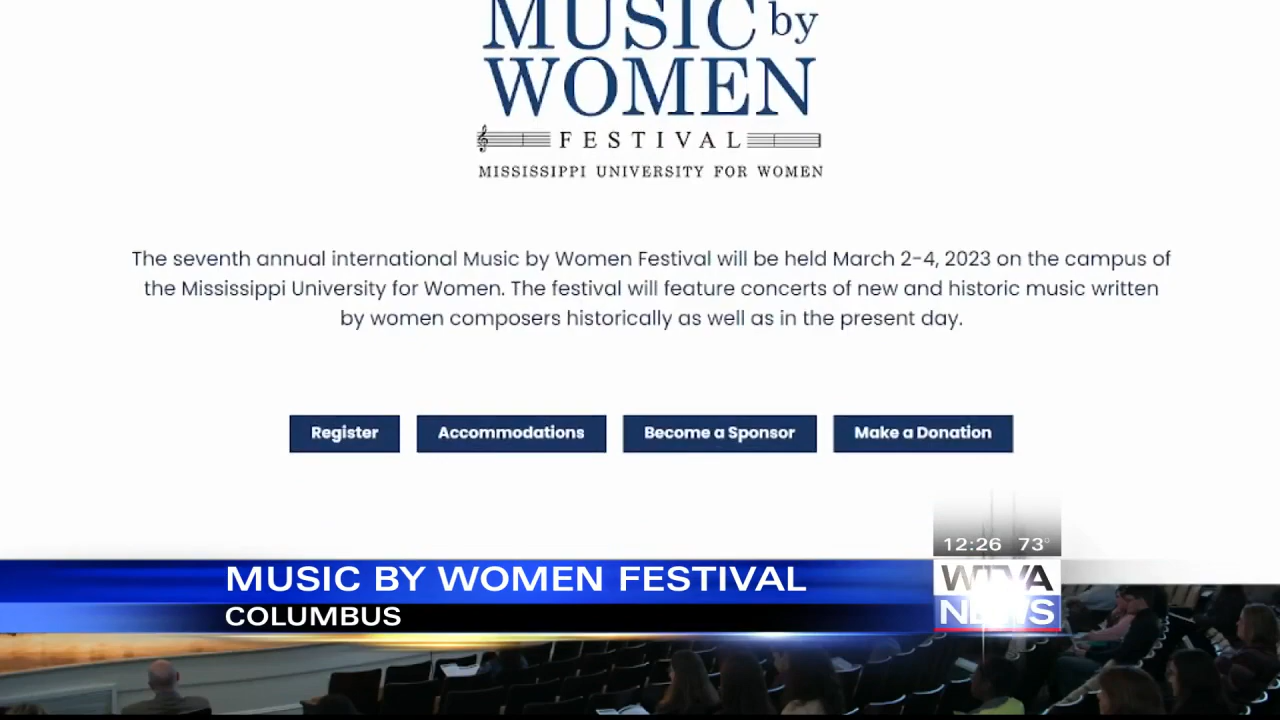 MUSIC by
WOMEN
FESTIVAL
MISSISSIPPI UNIVERSITY FOR WOMEN
The seventh annual international Music by Women Festival will be held March 2-4, 2023 on the campus of
the Mississippi University for Women. The festival will feature concerts of new and historic music written
by women composers historically as well as in the present day.
Register Accommodations Become a Sponsor Make a Donation
12:26 73°
MUSIC BY WOMEN FESTIVAL
COLUMBUS
WTVA
NEWS